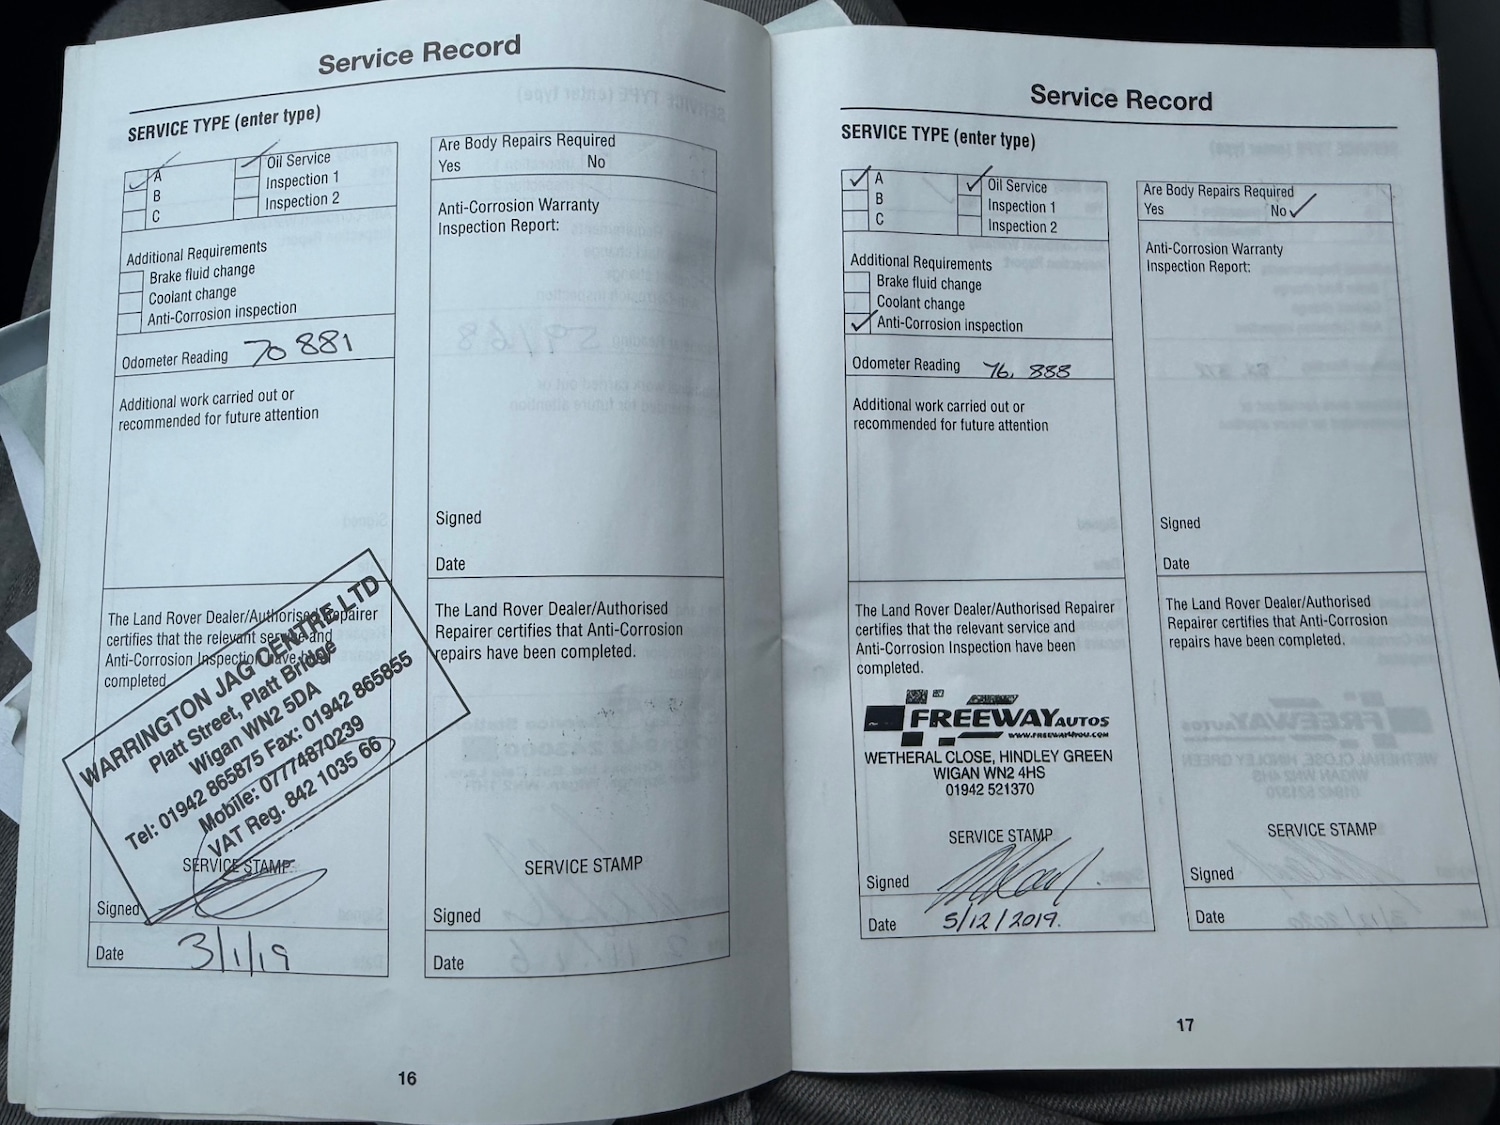 Service Record
SERVICE TYPE (enter type)
A
B
C
Oil Service
Inspection 1
Inspection 2
Additional Requirements
Brake fluid change
Coolant change
Anti-Corrosion inspection
Odometer Reading 70 881
Additional work carried out or
recommended for future attention
The Land Rover Dealer/Authorised Repairer
certifies that the relevant service and
Anti-Corrosion Inspection have been
completed
WARRINGTON JAG CENTRE LTD
Platt Street, Platt Bridge
Wigan WN2 5DA
Tel: 01942 865875 Fax: 01942 865855
Mobile: 07774870239
VAT Reg. 842 1035 66
SERVICE STAMP
Signed
Date 3/1/19
Are Body Repairs Required
Yes No
Anti-Corrosion Warranty
Inspection Report:
Signed
Date
The Land Rover Dealer/Authorised
Repairer certifies that Anti-Corrosion
repairs have been completed.
SERVICE STAMP
Signed
Date
16
Service Record
SERVICE TYPE (enter type)
A
B
C
Oil Service
Inspection 1
Inspection 2
Additional Requirements
Brake fluid change
Coolant change
Anti-Corrosion inspection
Odometer Reading 76, 888
Additional work carried out or
recommended for future attention
The Land Rover Dealer/Authorised Repairer
certifies that the relevant service and
Anti-Corrosion Inspection have been
completed.
FREEWAY AUTOS
www.freeway4you.com
WETHERAL CLOSE, HINDLEY GREEN
WIGAN WN2 4HS
01942 521370
SERVICE STAMP
Signed
Date 5/12/2019.
Are Body Repairs Required
Yes No
Anti-Corrosion Warranty
Inspection Report:
Signed
Date
The Land Rover Dealer/Authorised
Repairer certifies that Anti-Corrosion
repairs have been completed.
SERVICE STAMP
Signed
Date
17